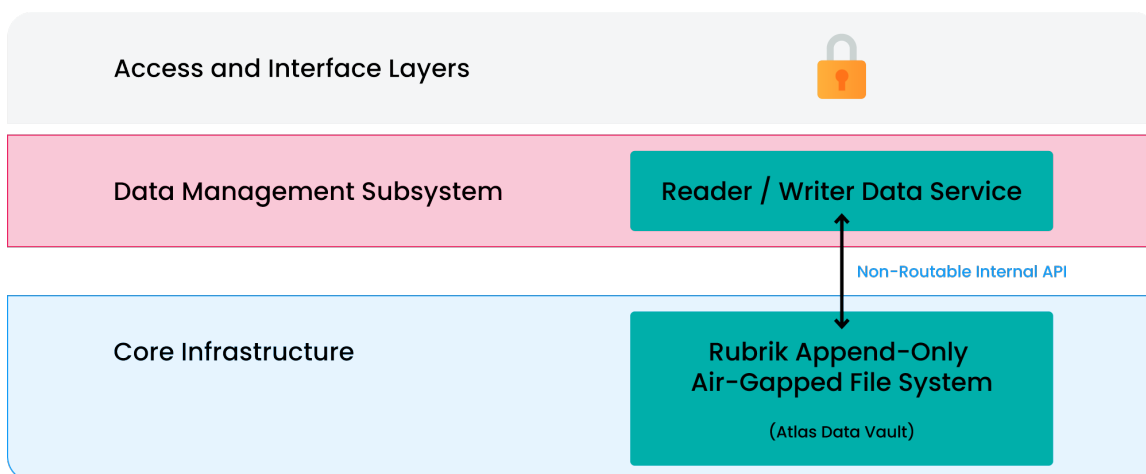 Access and Interface Layers
Data Management Subsystem
Reader / Writer Data Service
Non-Routable Internal API
Core Infrastructure
Rubrik Append-Only
Air-Gapped File System
(Atlas Data Vault)